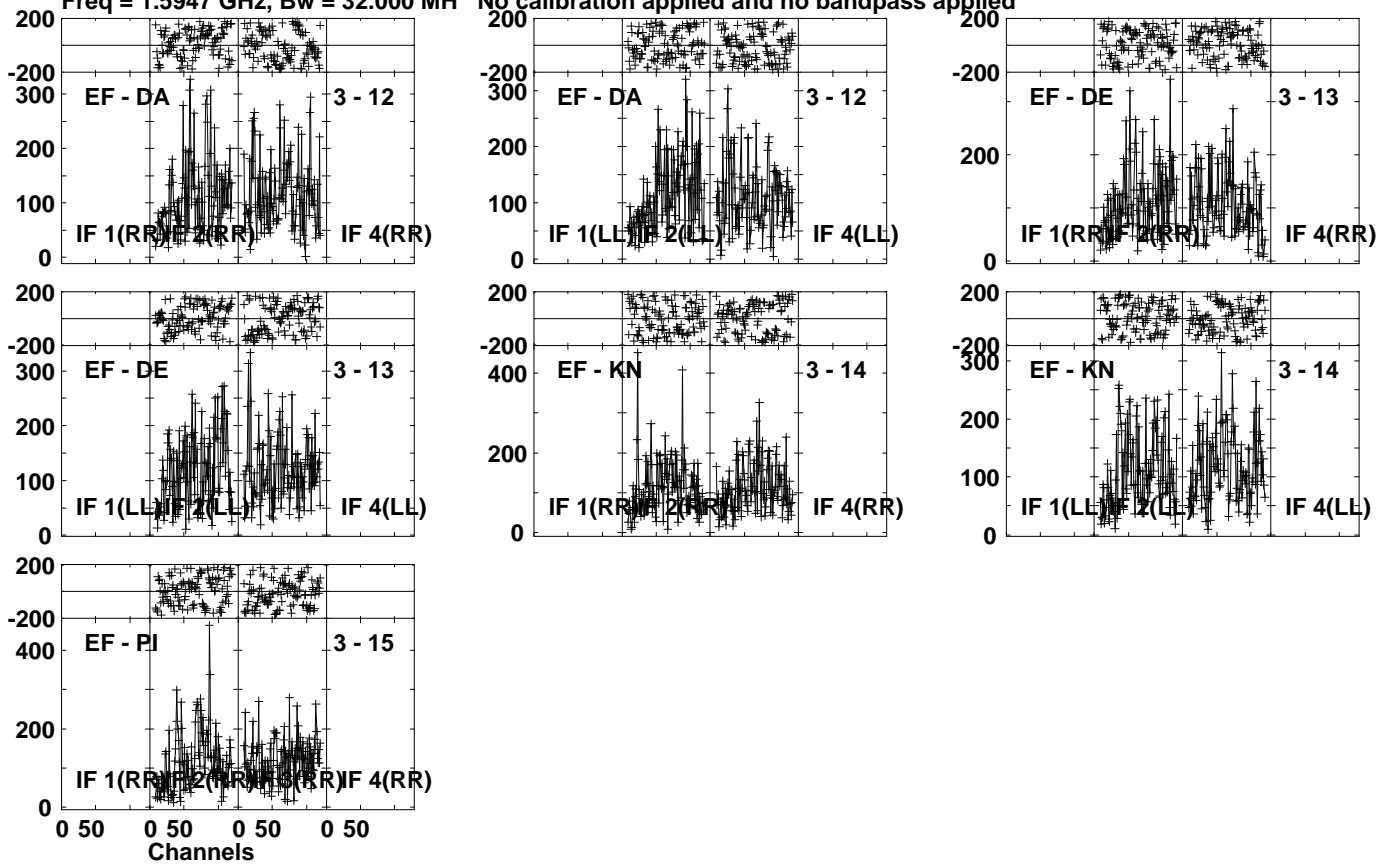 Freq = 1.5947 GHz, Bw = 32.000 MH No calibration applied and no bandpass applied
200 200 200
-200 -200 -200
EF - DA 3 - 12 EF - DA 3 - 12 EF - DE 3 - 13
300 300
200 200 200
100 100
IF 1(RR) IF 2(RR) IF 4(RR) IF 1(LL) IF 2(LL) IF 4(LL) IF 1(RR) IF 2(RR) IF 4(RR)
0 0 0
200 200 200
-200 -200 -200
EF - DE 3 - 13 EF - KN 3 - 14 EF - KN 3 - 14
300 400 300
200 200 200
100 100
IF 1(LL) IF 2(LL) IF 4(LL) IF 1(RR) IF 2(RR) IF 4(RR) IF 1(LL) IF 2(LL) IF 4(LL)
0 0 0
200
-200
EF - PI 3 - 15
400
200
IF 1(RR) IF 2(RR) IF 3(RR) IF 4(RR)
0
0 50 0 50 0 50 0 50
Channels